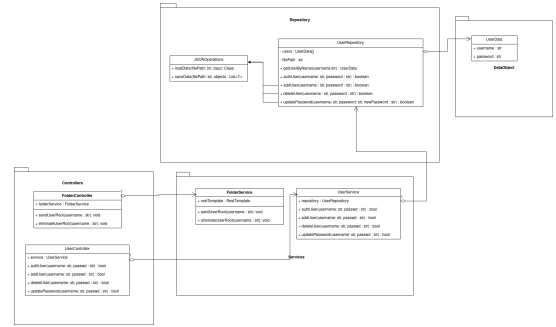 Repository
UserRepository
- users : UserData[]
- filePath : str
+ getUserByName(username:str) : UserData
+ authUser(username: str, password : str) : boolean
+ addUser(username: str, password : str) : boolean
+ deleteUser(username: str, password : str) : boolean
+ updatePassword(username: str, password: str, newPassword : str) : boolean
JSONOperations
+ loadData(filePath: str, clazz: Class
+ saveData(filePath: str, objects : List<T>
UserData
+ username : str
+ password : str
DataObject
Controllers
FolderController
+ folderService : FolderService
+ sendUserRoot(username : str): void
+ eliminateUserRoot(username : str): void
UserController
+ service : UserService
+ authUser(username: str, passwd : str) : bool
+ addUser(username: str, passwd : str) : bool
+ deleteUser(username: str, passwd : str) : bool
+ updatePassword(username: str, passwd : str) : bool
FolderService
+ restTemplate : RestTemplate
+ sendUserRoot(username : str): void
+ eliminateUserRoot(username : str): void
UserService
+ repository : UserRepository
+ authUser(username: str, passwd : str) : bool
+ addUser(username: str, passwd : str) : bool
+ deleteUser(username: str, passwd : str) : bool
+ updatePassword(username: str, passwd : str) : bool
Services